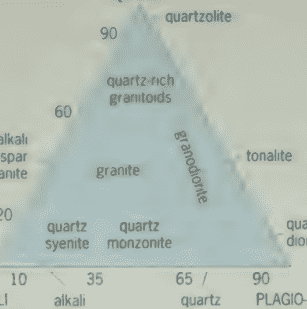 quartzolite
90
quartz-rich
granitoids
60
granodiorite
alkali
spar
anite
tonalite
granite
20
quartz
syenite
quartz
monzonite
qua
dior
10
35
65 /
90
LI
alkali
quartz
PLAGIO-